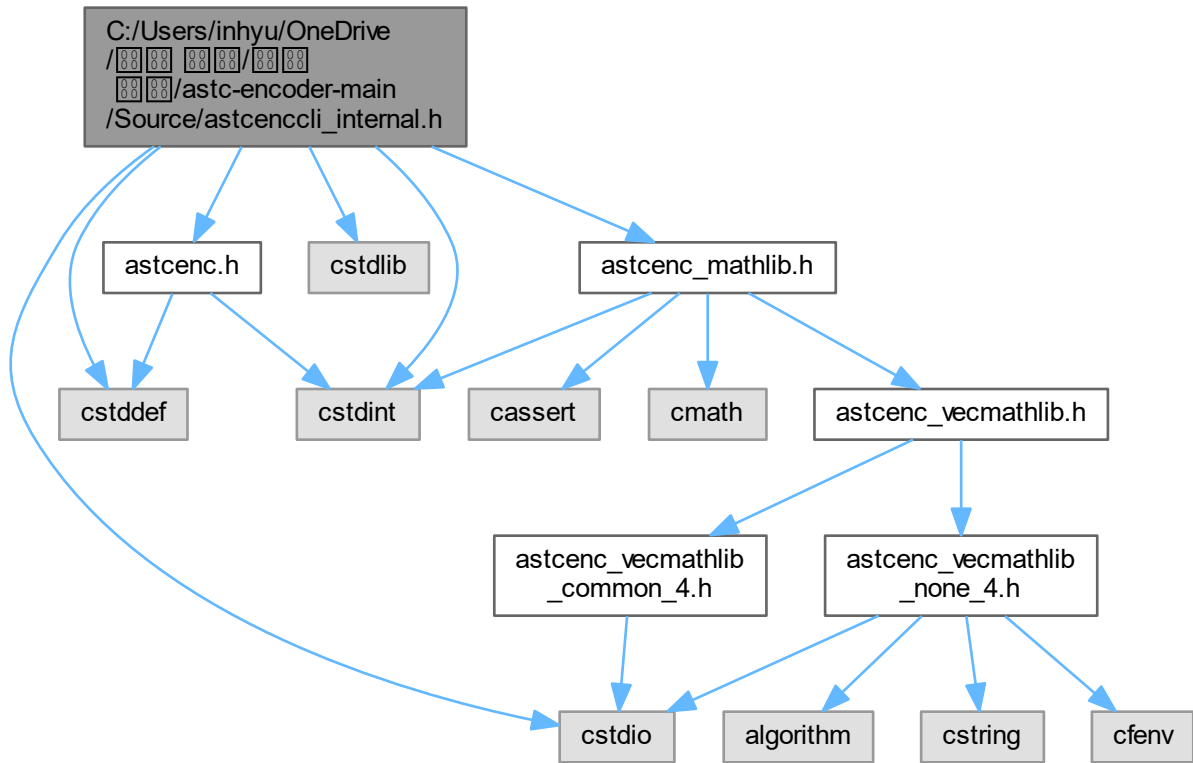 C:/Users/inhyu/OneDrive
/astc-encoder-main
/Source/astcenccli_internal.h
astcenc.h
cstdlib
astcenc_mathlib.h
cstddef
cstdint
cassert
cmath
astcenc_vecmathlib.h
astcenc_vecmathlib
_common_4.h
astcenc_vecmathlib
_none_4.h
cstdio
algorithm
cstring
cfenv